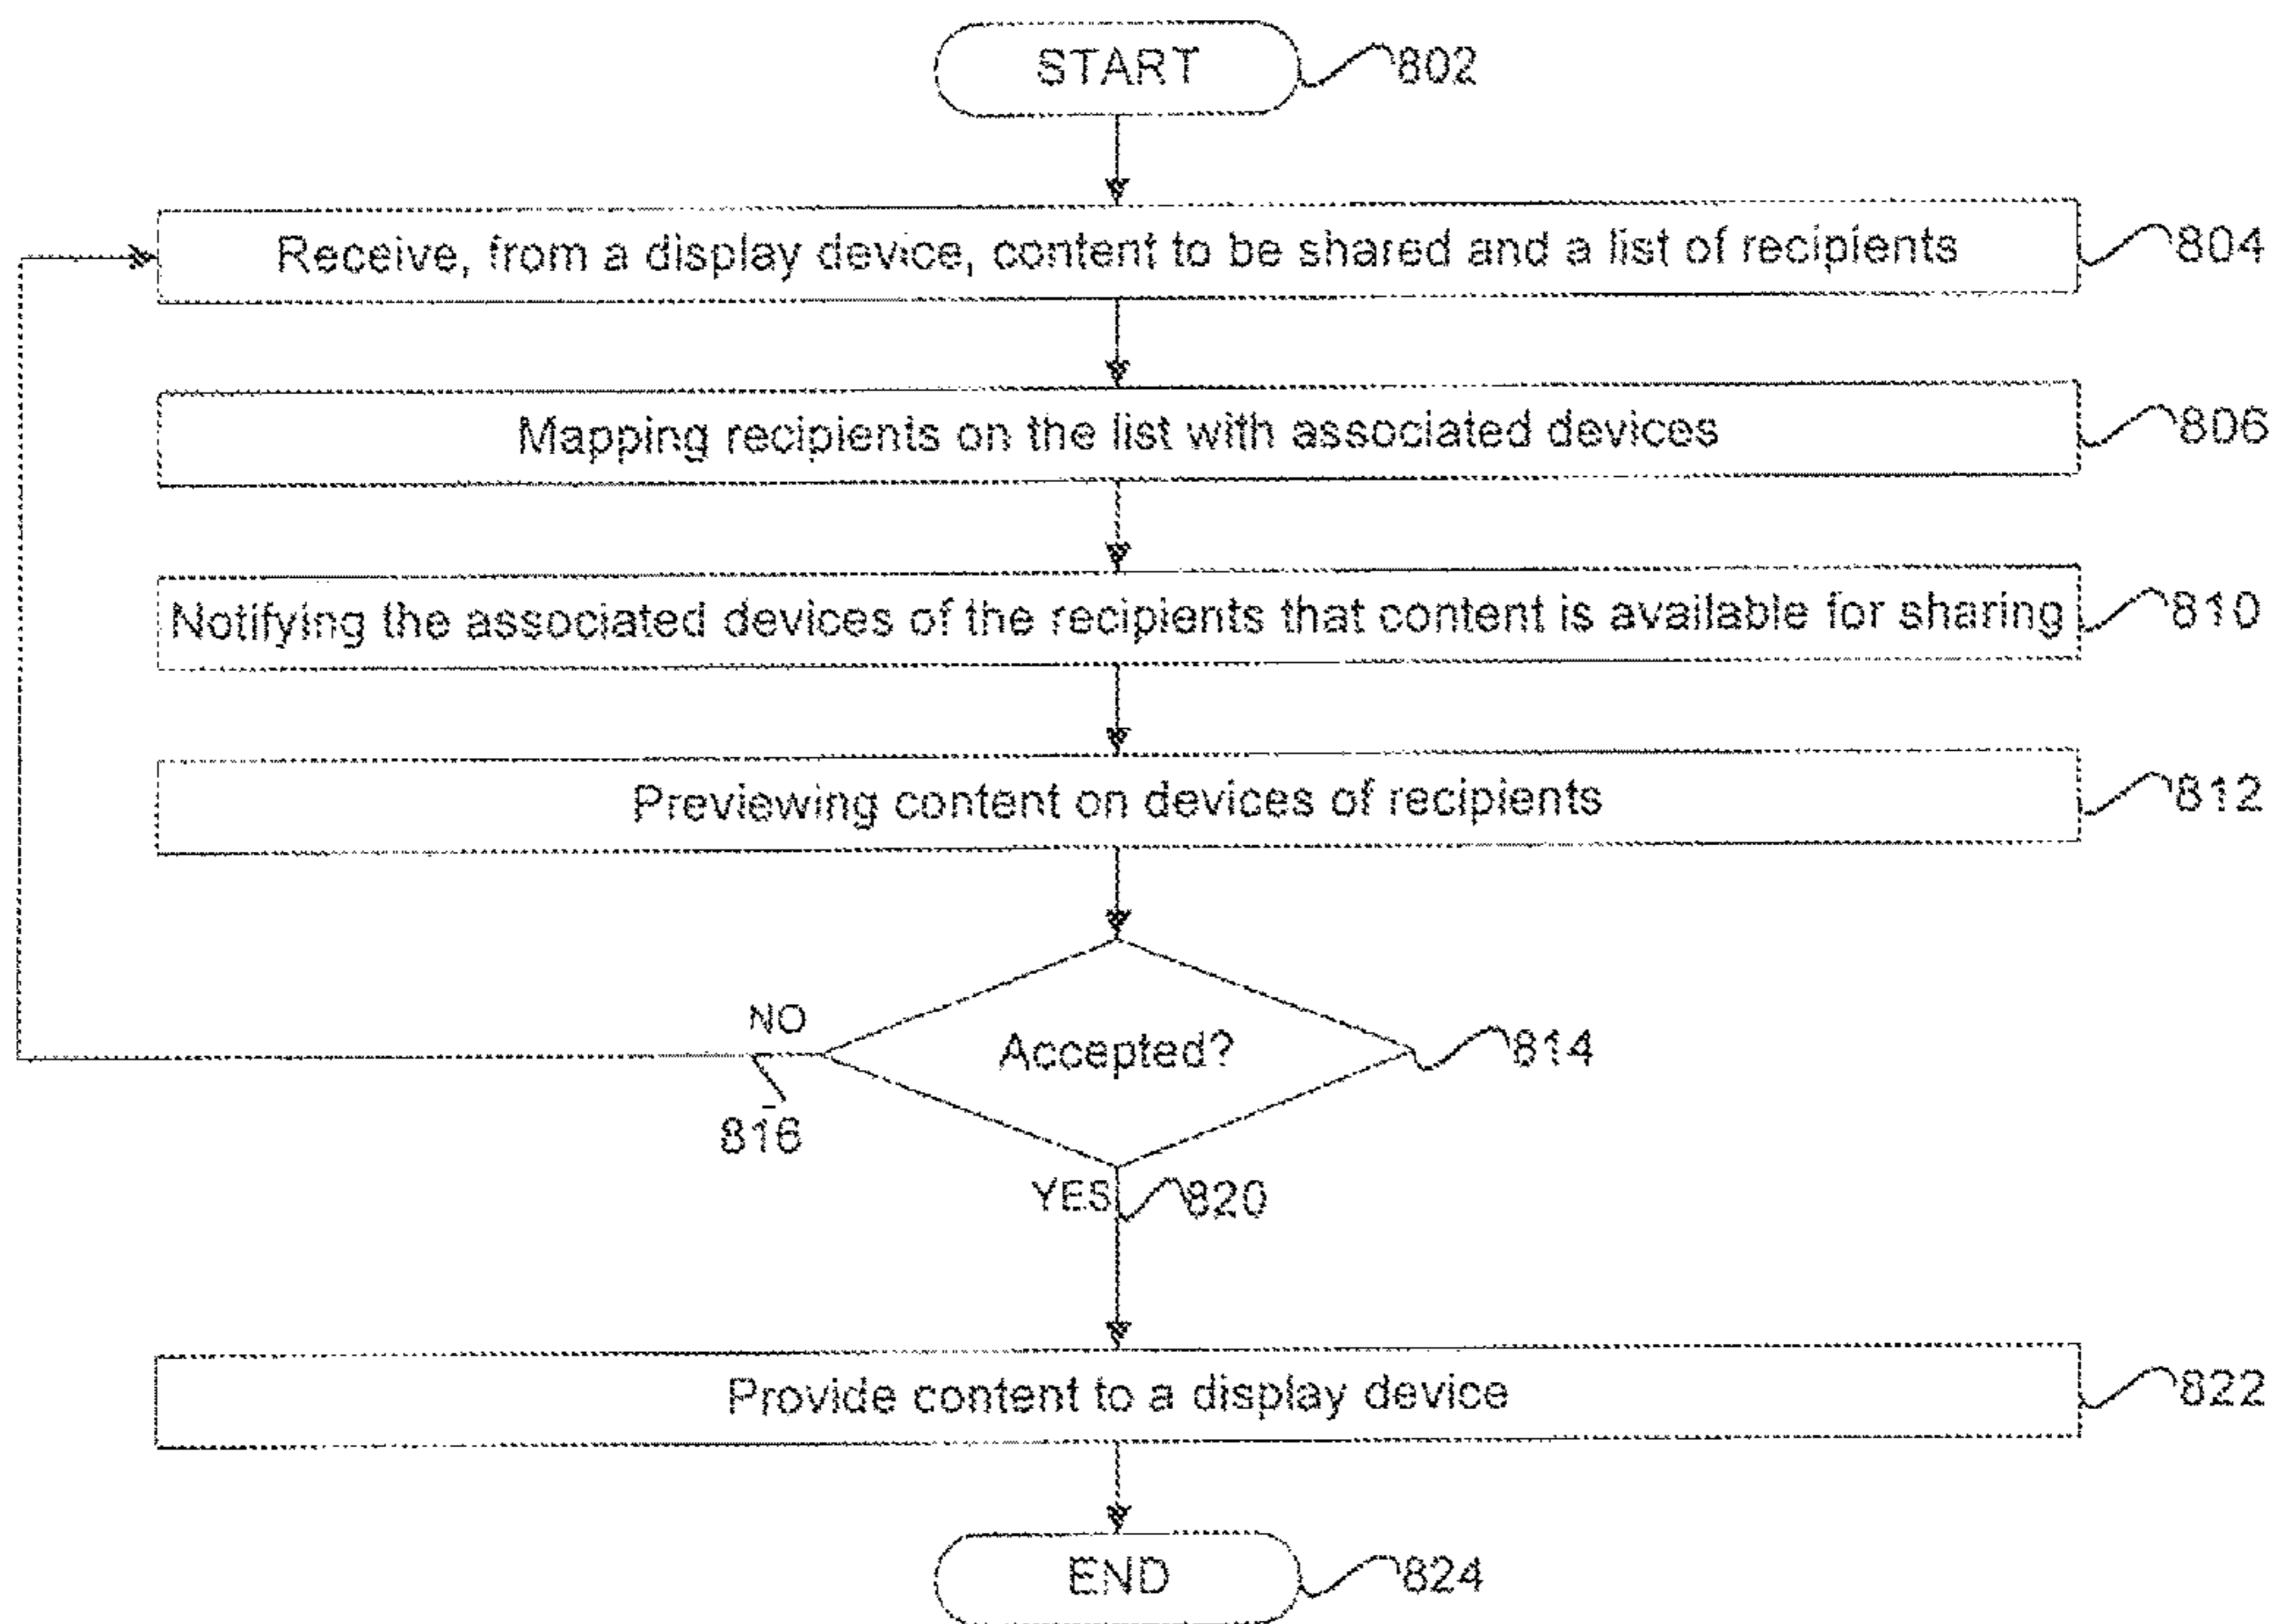 START 802
Receive, from a display device, content to be shared and a list of recipients 804
Mapping recipients on the list with associated devices 806
Notifying the associated devices of the recipients that content is available for sharing 810
Previewing content on devices of recipients 812
NO
Accepted? 814
816
YES 820
Provide content to a display device 822
END 824